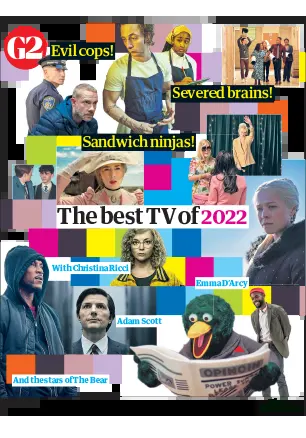 G2
Evil cops!
Severed brains!
Sandwich ninjas!
The best TV of 2022
With Christina Ricci
Emma D'Arcy
Adam Scott
And the stars of The Bear
OPINION